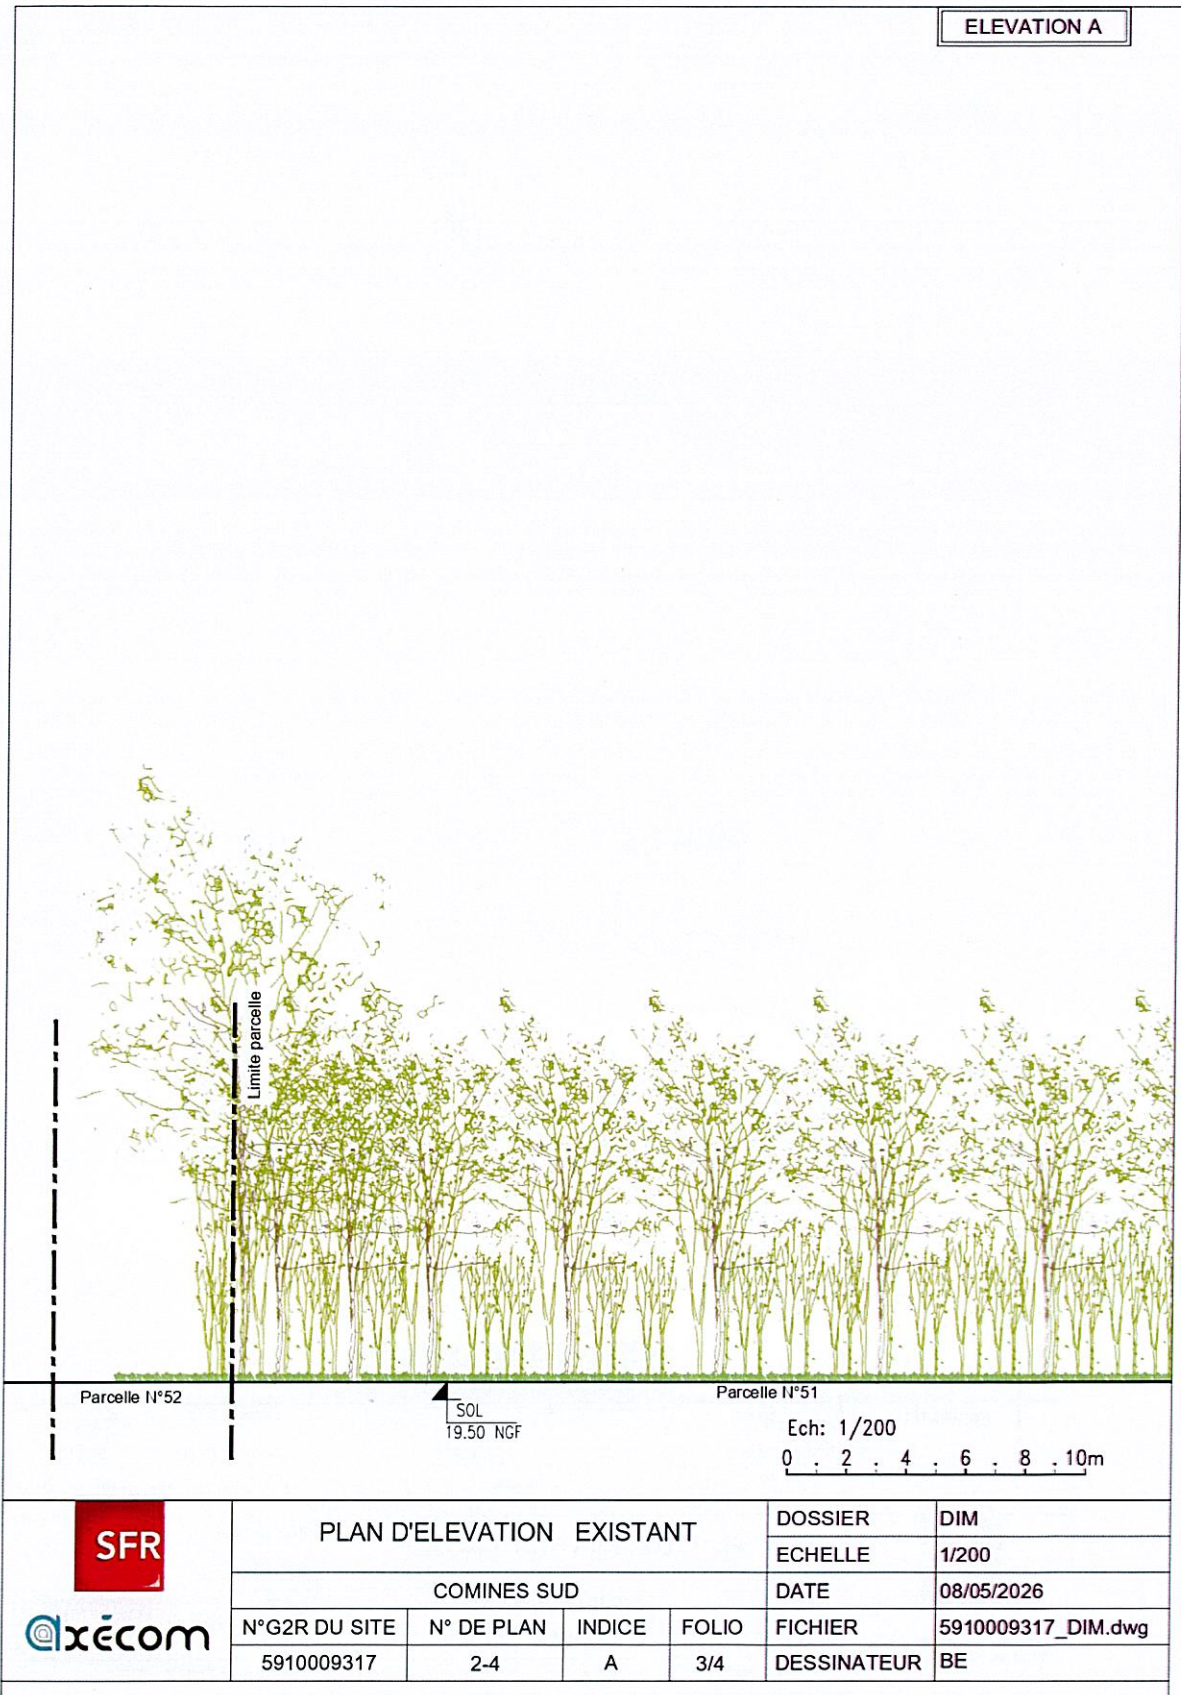 ELEVATION A
Limite parcelle
Parcelle N°52
Parcelle N°51
SOL
19.50 NGF
Ech: 1/200
0 . 2 . 4 . 6 . 8 . 10m
SFR
axécom
PLAN D'ELEVATION EXISTANT
COMINES SUD
N°G2R DU SITE N° DE PLAN INDICE FOLIO
5910009317 2-4 A 3/4
DOSSIER DIM
ECHELLE 1/200
DATE 08/05/2026
FICHIER 5910009317_DIM.dwg
DESSINATEUR BE